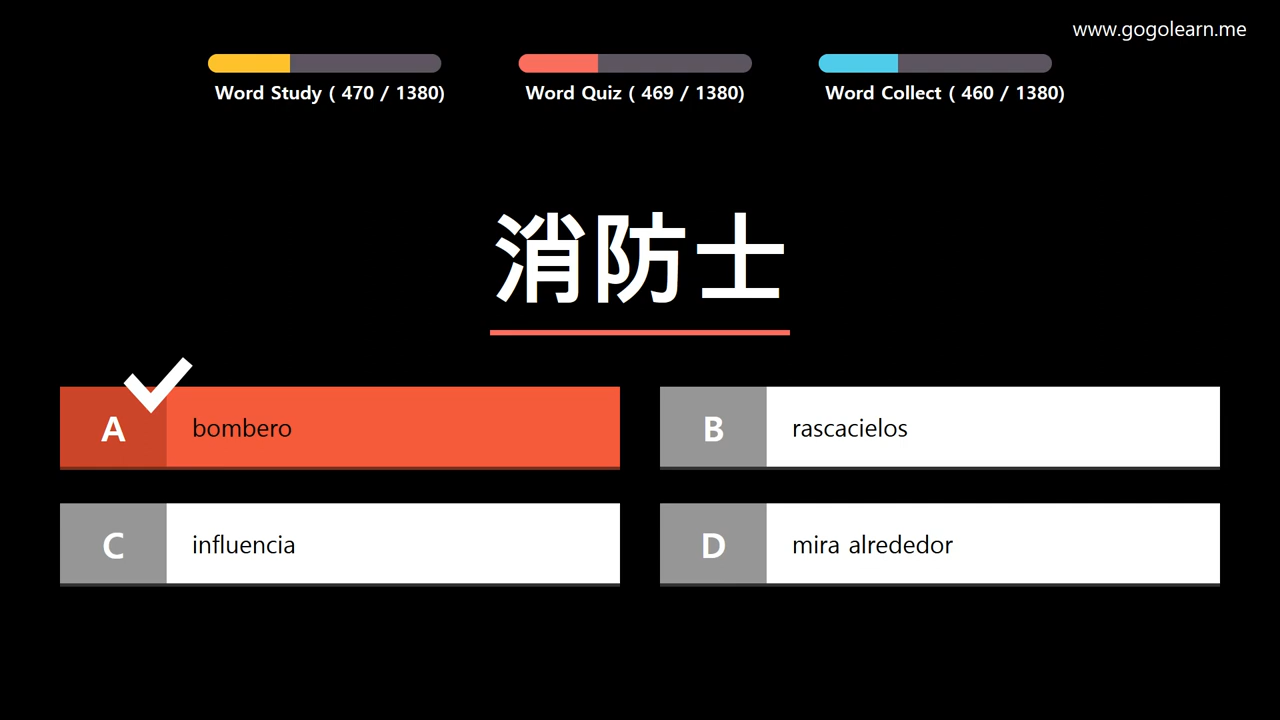 www.gogolearn.me
Word Study ( 470 / 1380)
Word Quiz ( 469 / 1380)
Word Collect ( 460 / 1380)
消防士
A bombero
B rascacielos
C influencia
D mira alrededor